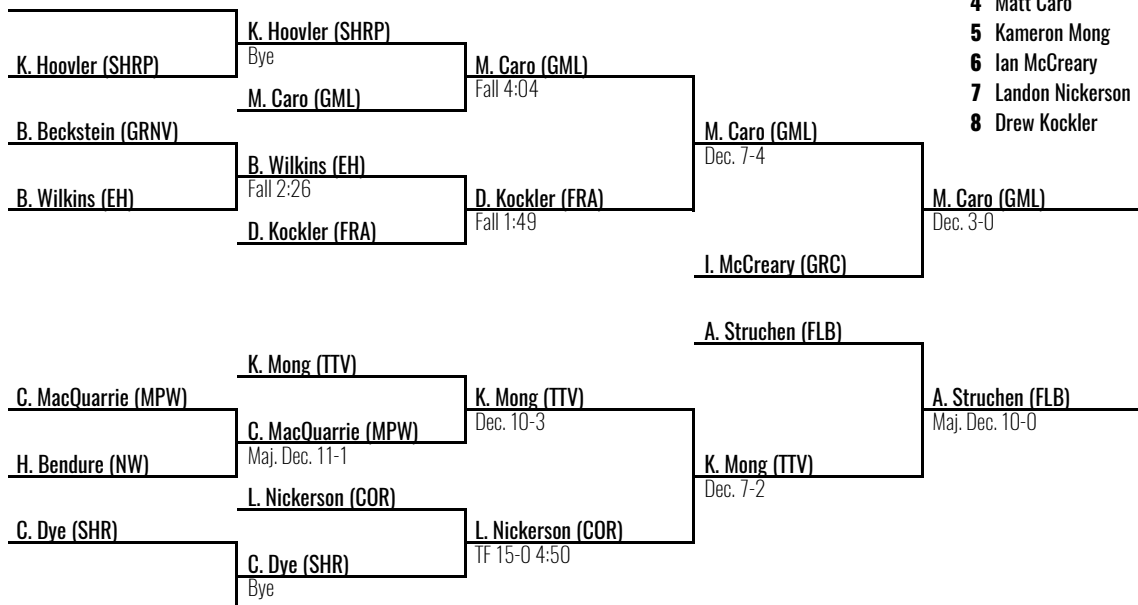 4 Matt Caro
5 Kameron Mong
6 Ian McCreary
7 Landon Nickerson
8 Drew Kockler
K. Hoovler (SHRP)
Bye
K. Hoovler (SHRP)
M. Caro (GML)
Fall 4:04
M. Caro (GML)
B. Beckstein (GRNV)
M. Caro (GML)
Dec. 7-4
B. Wilkins (EH)
Fall 2:26
B. Wilkins (EH)
D. Kockler (FRA)
Fall 1:49
M. Caro (GML)
Dec. 3-0
D. Kockler (FRA)
I. McCreary (GRC)
A. Struchen (FLB)
K. Mong (TTV)
C. MacQuarrie (MPW)
K. Mong (TTV)
Dec. 10-3
A. Struchen (FLB)
Maj. Dec. 10-0
C. MacQuarrie (MPW)
Maj. Dec. 11-1
H. Bendure (NW)
K. Mong (TTV)
Dec. 7-2
L. Nickerson (COR)
C. Dye (SHR)
L. Nickerson (COR)
TF 15-0 4:50
C. Dye (SHR)
Bye